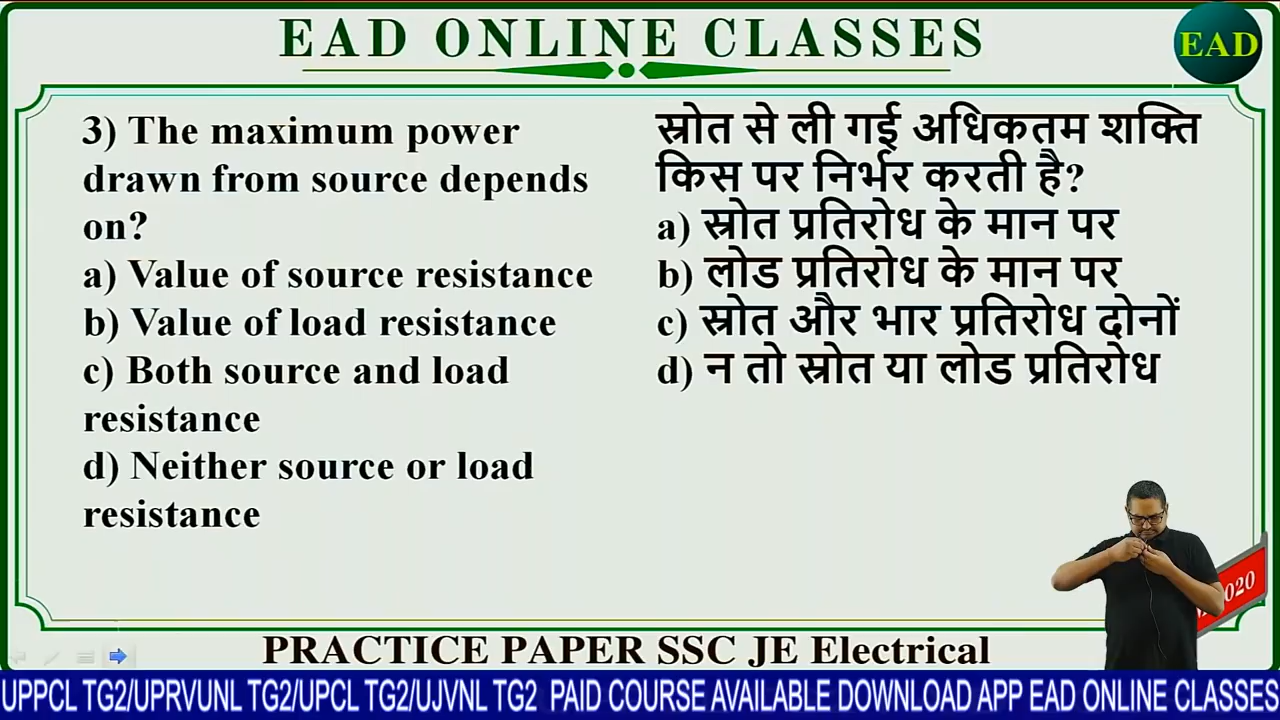 EAD ONLINE CLASSES
EAD
3) The maximum power
drawn from source depends
on?
a) Value of source resistance
b) Value of load resistance
c) Both source and load
resistance
d) Neither source or load
resistance
स्रोत से ली गई अधिकतम शक्ति
किस पर निर्भर करती है?
a) स्रोत प्रतिरोध के मान पर
b) लोड प्रतिरोध के मान पर
c) स्रोत और भार प्रतिरोध दोनों
d) न तो स्रोत या लोड प्रतिरोध
PRACTICE PAPER SSC JE Electrical
UPPCL TG2/UPRVUNL TG2/UPCL TG2/UJVNL TG2 PAID COURSE AVAILABLE DOWNLOAD APP EAD ONLINE CLASSES